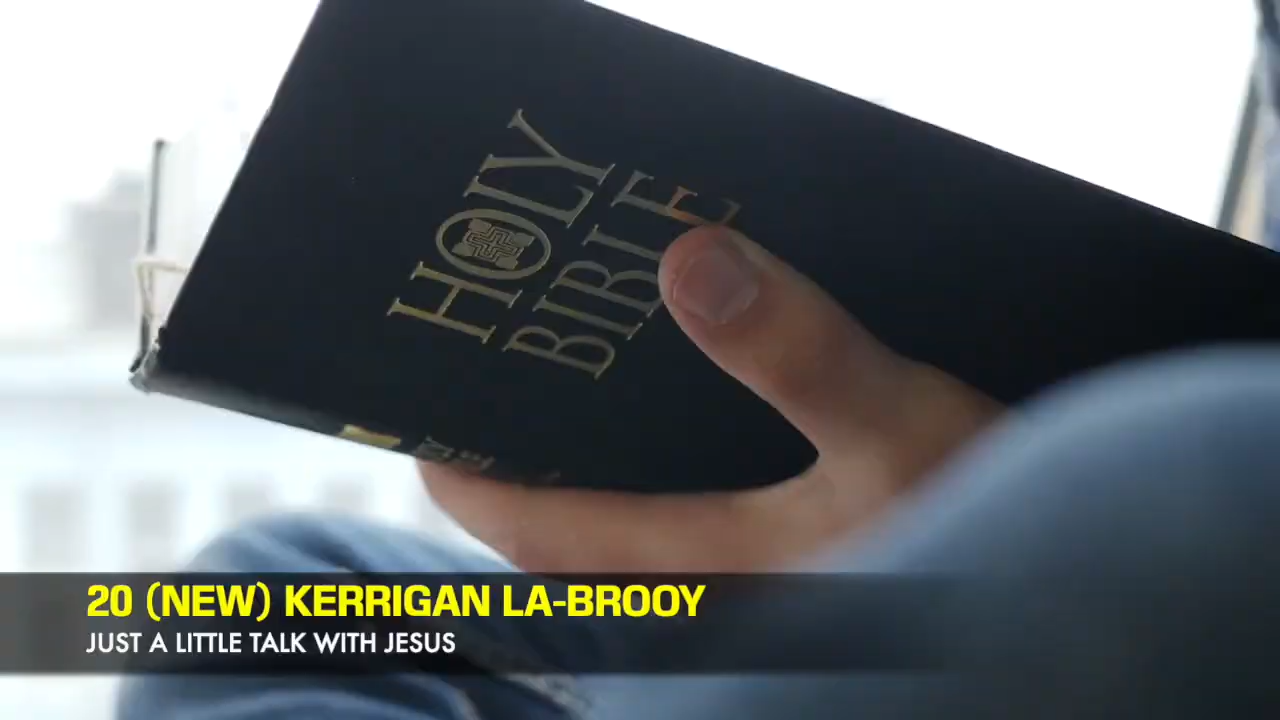 HOLY
BIBLE
20 (NEW) KERRIGAN LA-BROOY
JUST A LITTLE TALK WITH JESUS